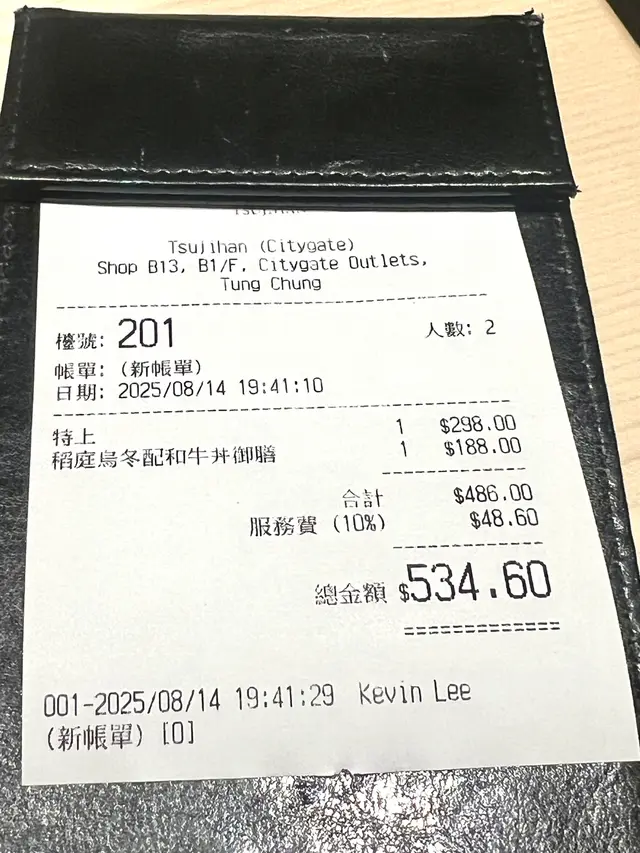 Tsujihan (Citygate)
Shop B13, B1/F, Citygate Outlets,
Tung Chung
檯號: 201 人數: 2
帳單: (新帳單)
日期: 2025/08/14 19:41:10
特上 1 $298.00
稻庭烏冬配和牛丼御膳 1 $188.00
合計 $486.00
服務費 (10%) $48.60
總金額 $534.60
001-2025/08/14 19:41:29 Kevin Lee
(新帳單) [0]